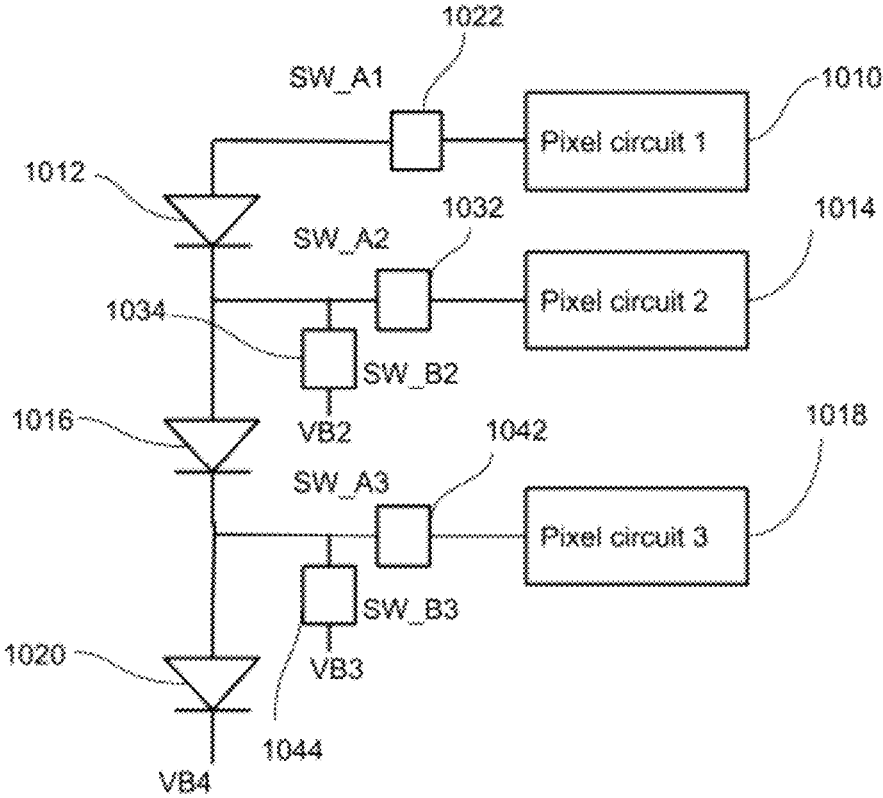 1022
SW_A1
1010
Pixel circuit 1
1012
1032
1014
SW_A2
Pixel circuit 2
1034
SW_B2
VB2
1016
1042
1018
SW_A3
Pixel circuit 3
SW_B3
VB3
1020
1044
VB4